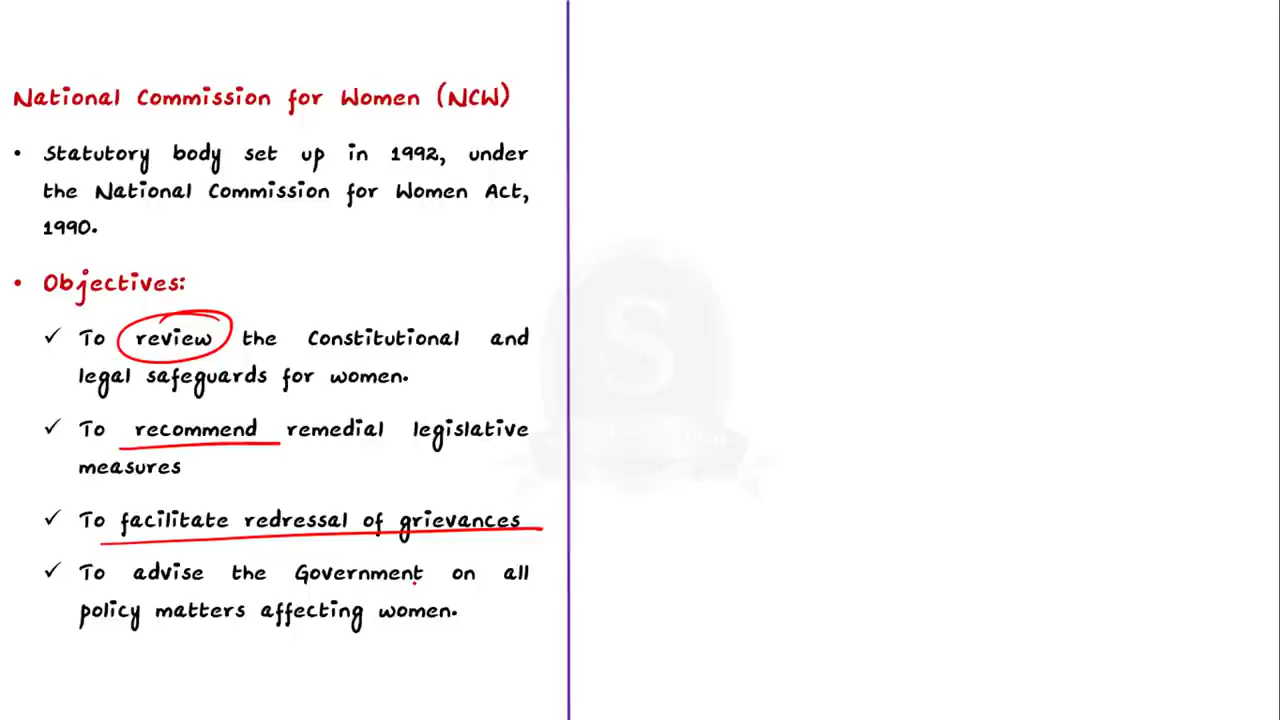 National Commission for Women (NCW)
• Statutory body set up in 1992, under
the National Commission for Women Act,
1990.
• Objectives:
✓ To review the Constitutional and
legal safeguards for women.
✓ To recommend remedial legislative
measures
✓ To facilitate redressal of grievances
✓ To advise the Government on all
policy matters affecting women.
S